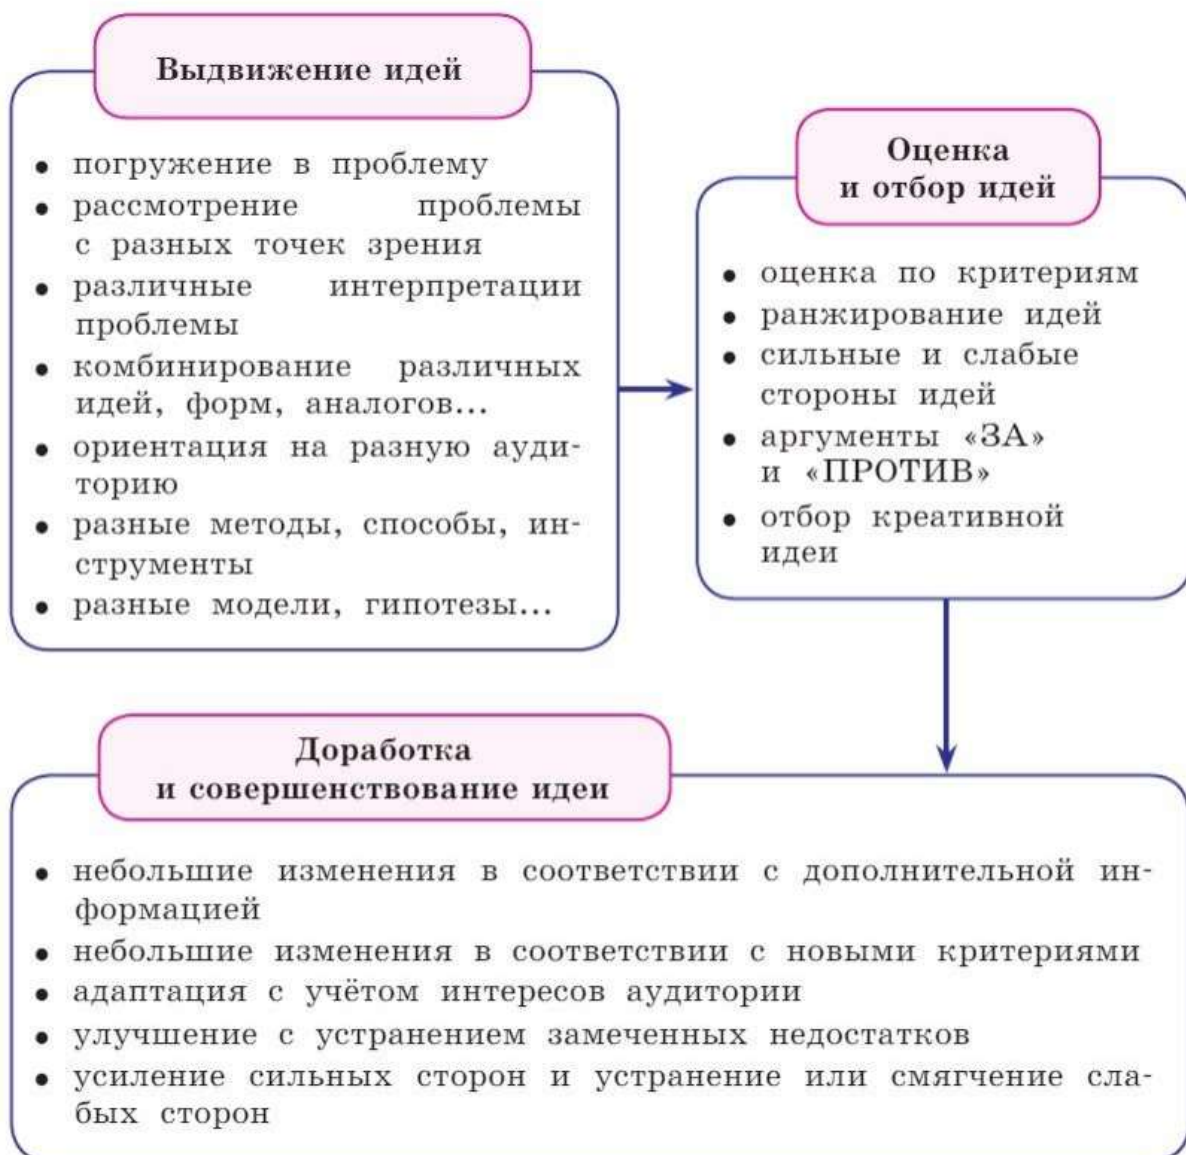 Выдвижение идей
• погружение в проблему
• рассмотрение проблемы
с разных точек зрения
• различные интерпретации
проблемы
• комбинирование различных
идей, форм, аналогов...
• ориентация на разную ауди-
торию
• разные методы, способы, ин-
струменты
• разные модели, гипотезы...
Оценка
и отбор идей
• оценка по критериям
• ранжирование идей
• сильные и слабые
стороны идей
• аргументы «ЗА»
и «ПРОТИВ»
• отбор креативной
идеи
Доработка
и совершенствование идеи
• небольшие изменения в соответствии с дополнительной ин-
формацией
• небольшие изменения в соответствии с новыми критериями
• адаптация с учётом интересов аудитории
• улучшение с устранением замеченных недостатков
• усиление сильных сторон и устранение или смягчение сла-
бых сторон